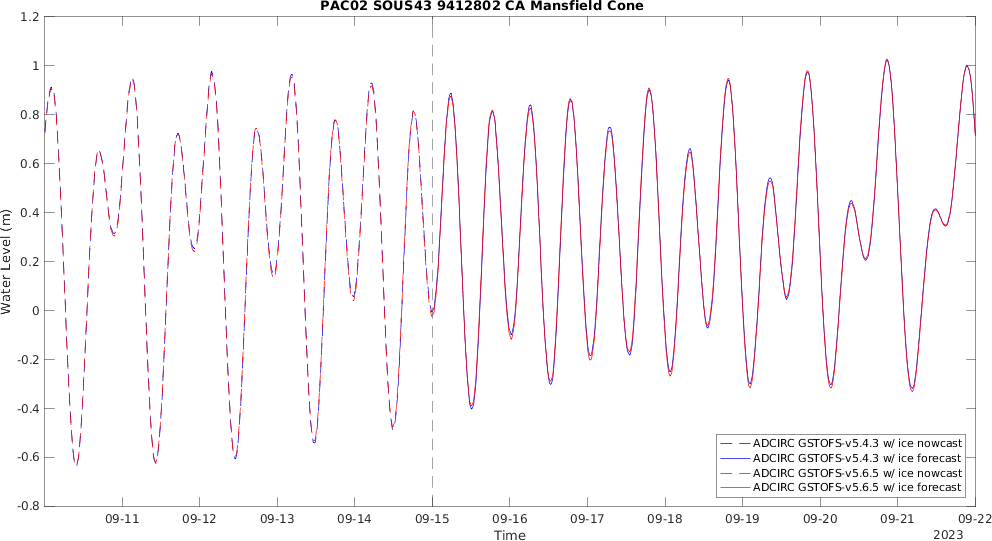 PAC02 SOUS43 9412802 CA Mansfield Cone
1.2
1
0.8
0.6
0.4
0.2
0
-0.2
-0.4
-0.6
-0.8
Water Level (m)
ADCIRC GSTOFS-v5.4.3 w/ ice nowcast
ADCIRC GSTOFS-v5.4.3 w/ ice forecast
ADCIRC GSTOFS-v5.6.5 w/ ice nowcast
ADCIRC GSTOFS-v5.6.5 w/ ice forecast
09-11 09-12 09-13 09-14 09-15 09-16 09-17 09-18 09-19 09-20 09-21 09-22
Time
2023